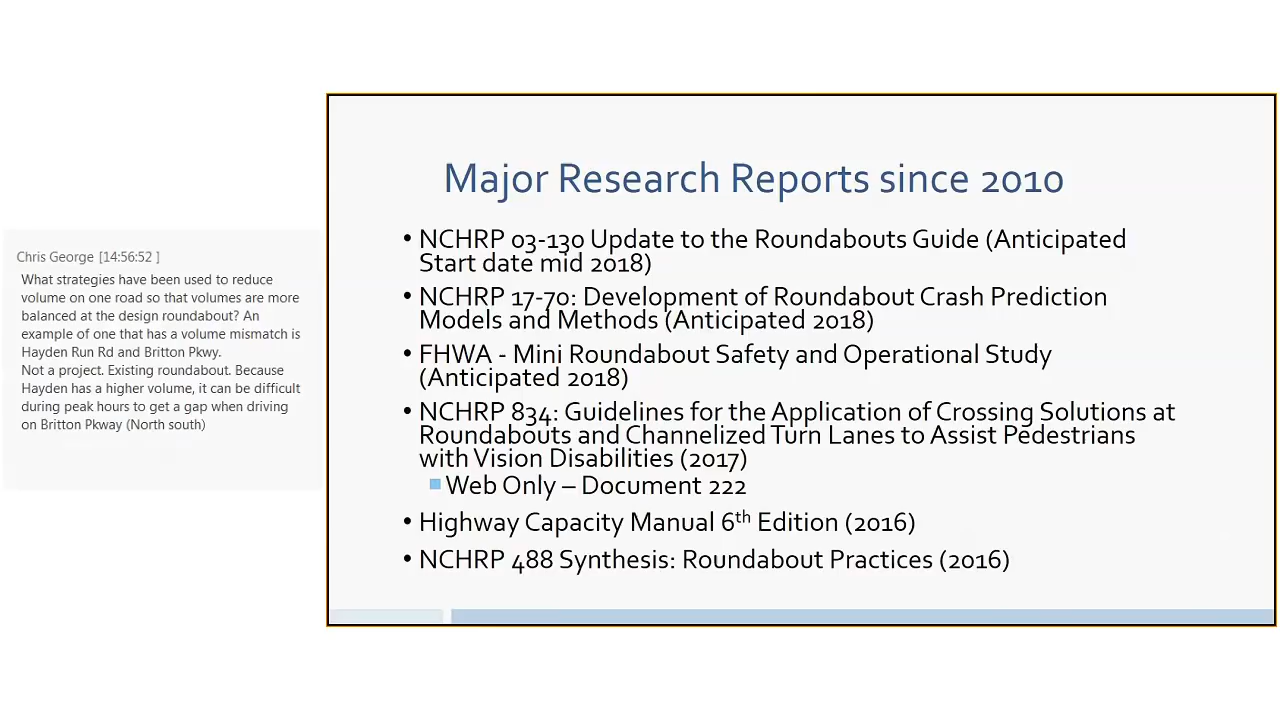 Chris George [14:56:52 ]
What strategies have been used to reduce
volume on one road so that volumes are more
balanced at the design roundabout? An
example of one that has a volume mismatch is
Hayden Run Rd and Britton Pkwy.
Not a project. Existing roundabout. Because
Hayden has a higher volume, it can be difficult
during peak hours to get a gap when driving
on Britton Pkway (North south)
Major Research Reports since 2010
• NCHRP 03-130 Update to the Roundabouts Guide (Anticipated
Start date mid 2018)
• NCHRP 17-70: Development of Roundabout Crash Prediction
Models and Methods (Anticipated 2018)
• FHWA - Mini Roundabout Safety and Operational Study
(Anticipated 2018)
• NCHRP 834: Guidelines for the Application of Crossing Solutions at
Roundabouts and Channelized Turn Lanes to Assist Pedestrians
with Vision Disabilities (2017)
Web Only – Document 222
• Highway Capacity Manual 6th Edition (2016)
• NCHRP 488 Synthesis: Roundabout Practices (2016)